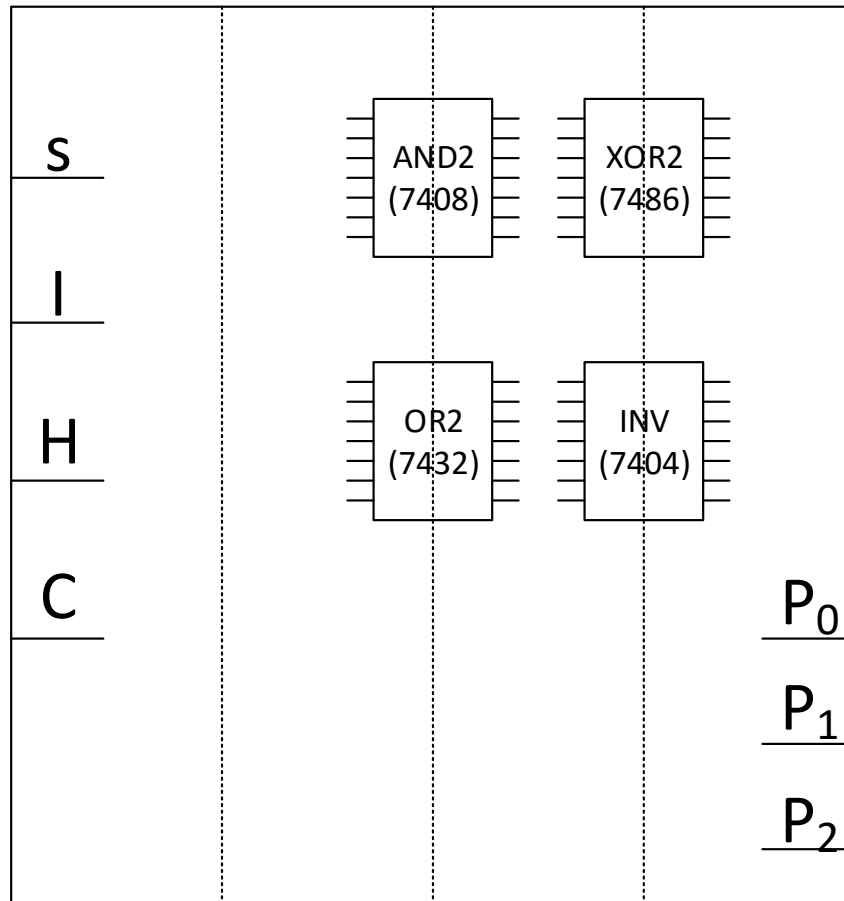 S
AND2
(7408)
XOR2
(7486)
I
H
OR2
(7432)
INV
(7404)
C
P₀
P₁
P₂